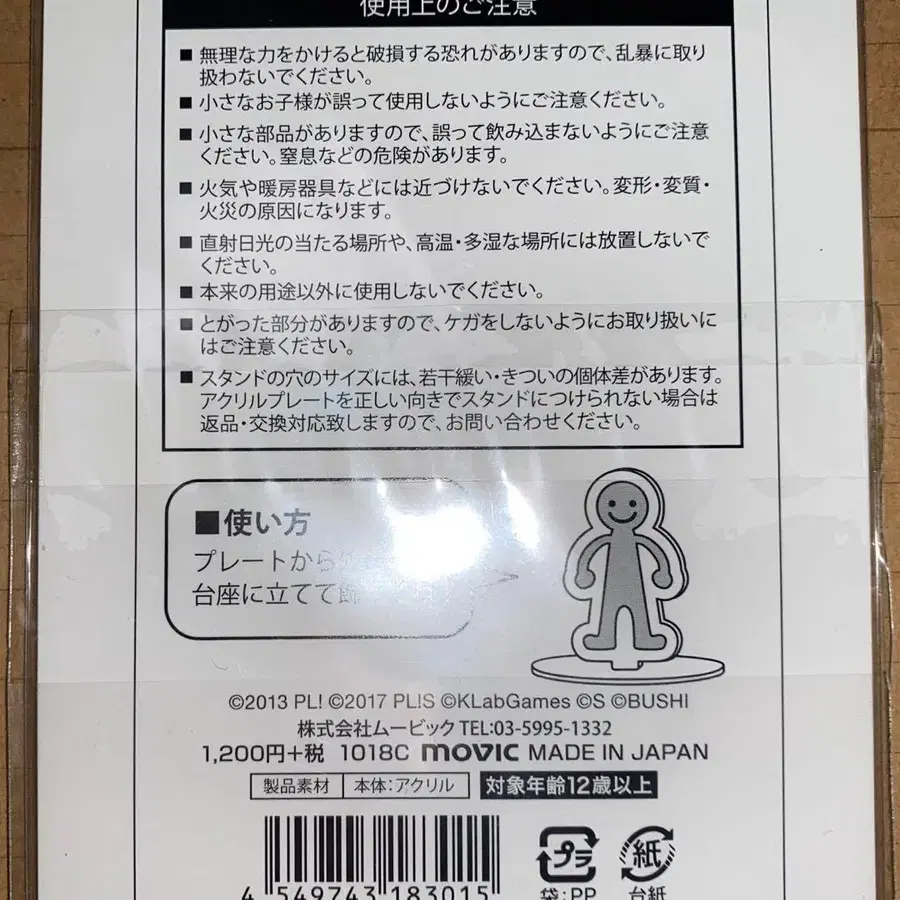 使用上のご注意
■ 無理な力をかけると破損する恐れがありますので、乱暴に取り
扱わないでください。
■ 小さなお子様が誤って使用しないようにご注意ください。
■ 小さな部品がありますので、誤って飲み込まないようにご注意
ください。窒息などの危険があります。
■ 火気や暖房器具などには近づけないでください。変形・変質・
火災の原因になります。
■ 直射日光の当たる場所や、高温・多湿な場所には放置しないで
ください。
■ 本来の用途以外に使用しないでください。
■ とがった部分がありますので、ケガをしないようにお取り扱いに
はご注意ください。
■ スタンドの穴のサイズには、若干緩い・きついの個体差があります。
アクリルプレートを正しい向きでスタンドにつけられない場合は
返品・交換対応致しますので、お問い合わせください。
■使い方
プレートから
台座に立てて飾
©2013 PL! ©2017 PL!S ©KLabGames ©S ©BUSHI
株式会社ムービック TEL:03-5995-1332
1,200円+税 1018C movic MADE IN JAPAN
製品素材 本体:アクリル 対象年齢12歳以上
プラ 紙
4 549743 183015 袋:PP 台紙